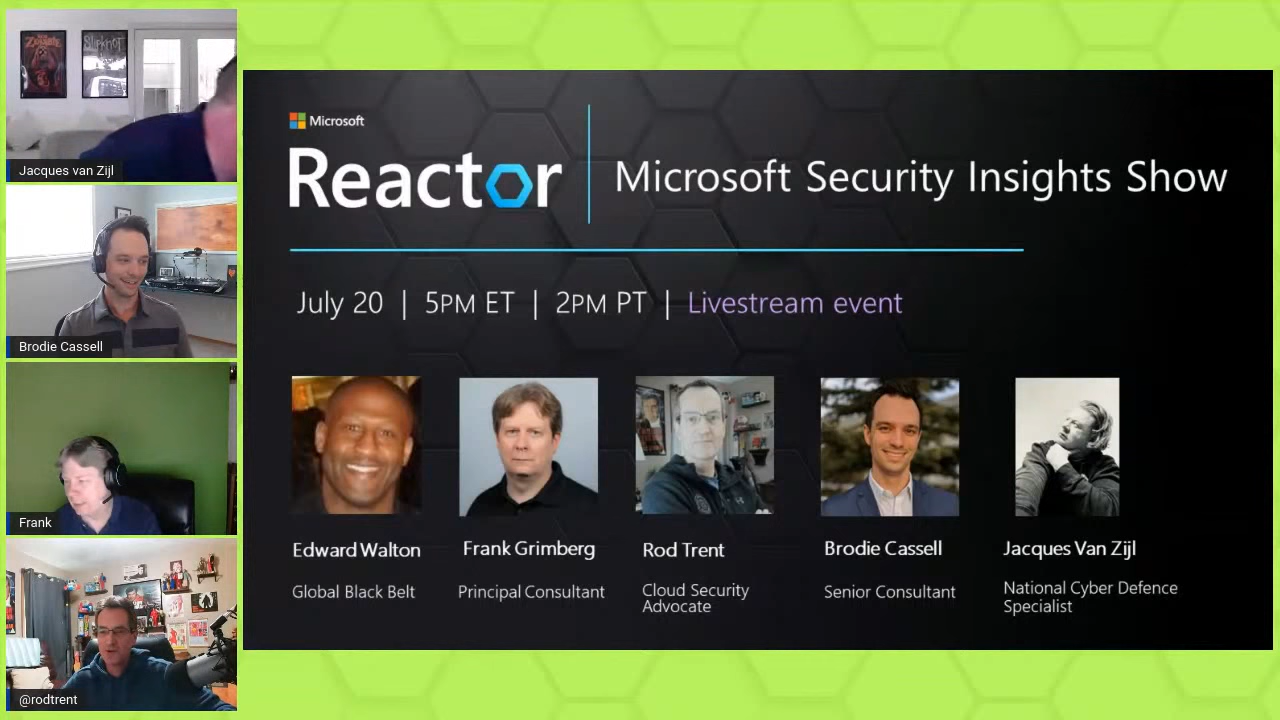 ZOMBIE
Slipknot
Jacques van Zijl
Brodie Cassell
Frank
@rodtrent
Microsoft
Reactor
Microsoft Security Insights Show
July 20 | 5PM ET | 2PM PT | Livestream event
Edward Walton
Global Black Belt
Frank Grimberg
Principal Consultant
Rod Trent
Cloud Security
Advocate
Brodie Cassell
Senior Consultant
Jacques Van Zijl
National Cyber Defence
Specialist